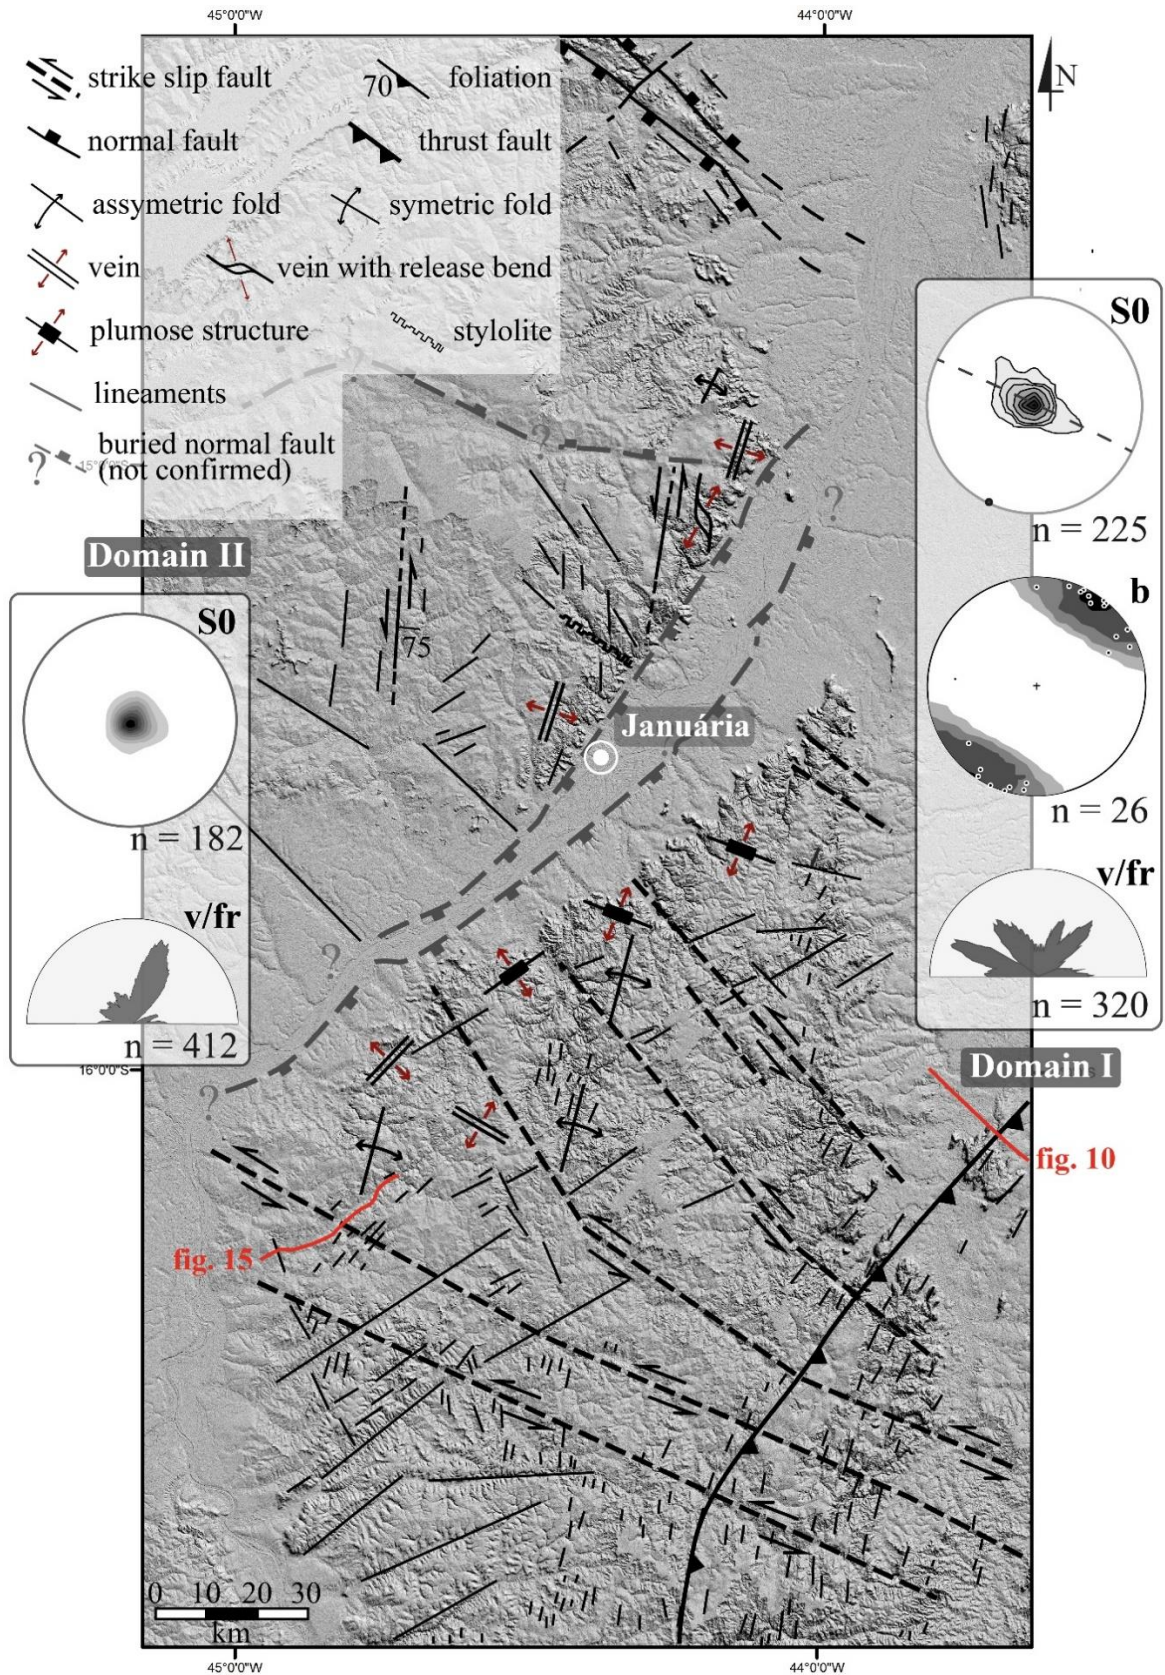 45°0'0"W
44°0'0"W
strike slip fault
70
foliation
N
normal fault
thrust fault
assymetric fold
symetric fold
vein
vein with release bend
plumose structure
stylolite
lineaments
?
buried normal fault
(not confirmed)
?
?
?
S0
n = 225
b
n = 26
v/fr
n = 320
Domain I
Domain II
S0
n = 182
v/fr
n = 412
75
Januária
?
16°0'0"S
?
fig. 10
fig. 15
0 10 20 30
km
45°0'0"W
44°0'0"W